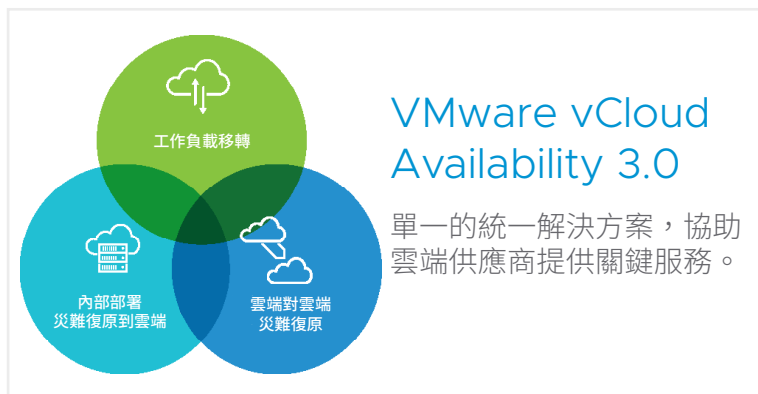 工作負載移轉
內部部署
災難復原到雲端
雲端對雲端
災難復原
VMware vCloud
Availability 3.0
單一的統一解決方案，協助
雲端供應商提供關鍵服務。